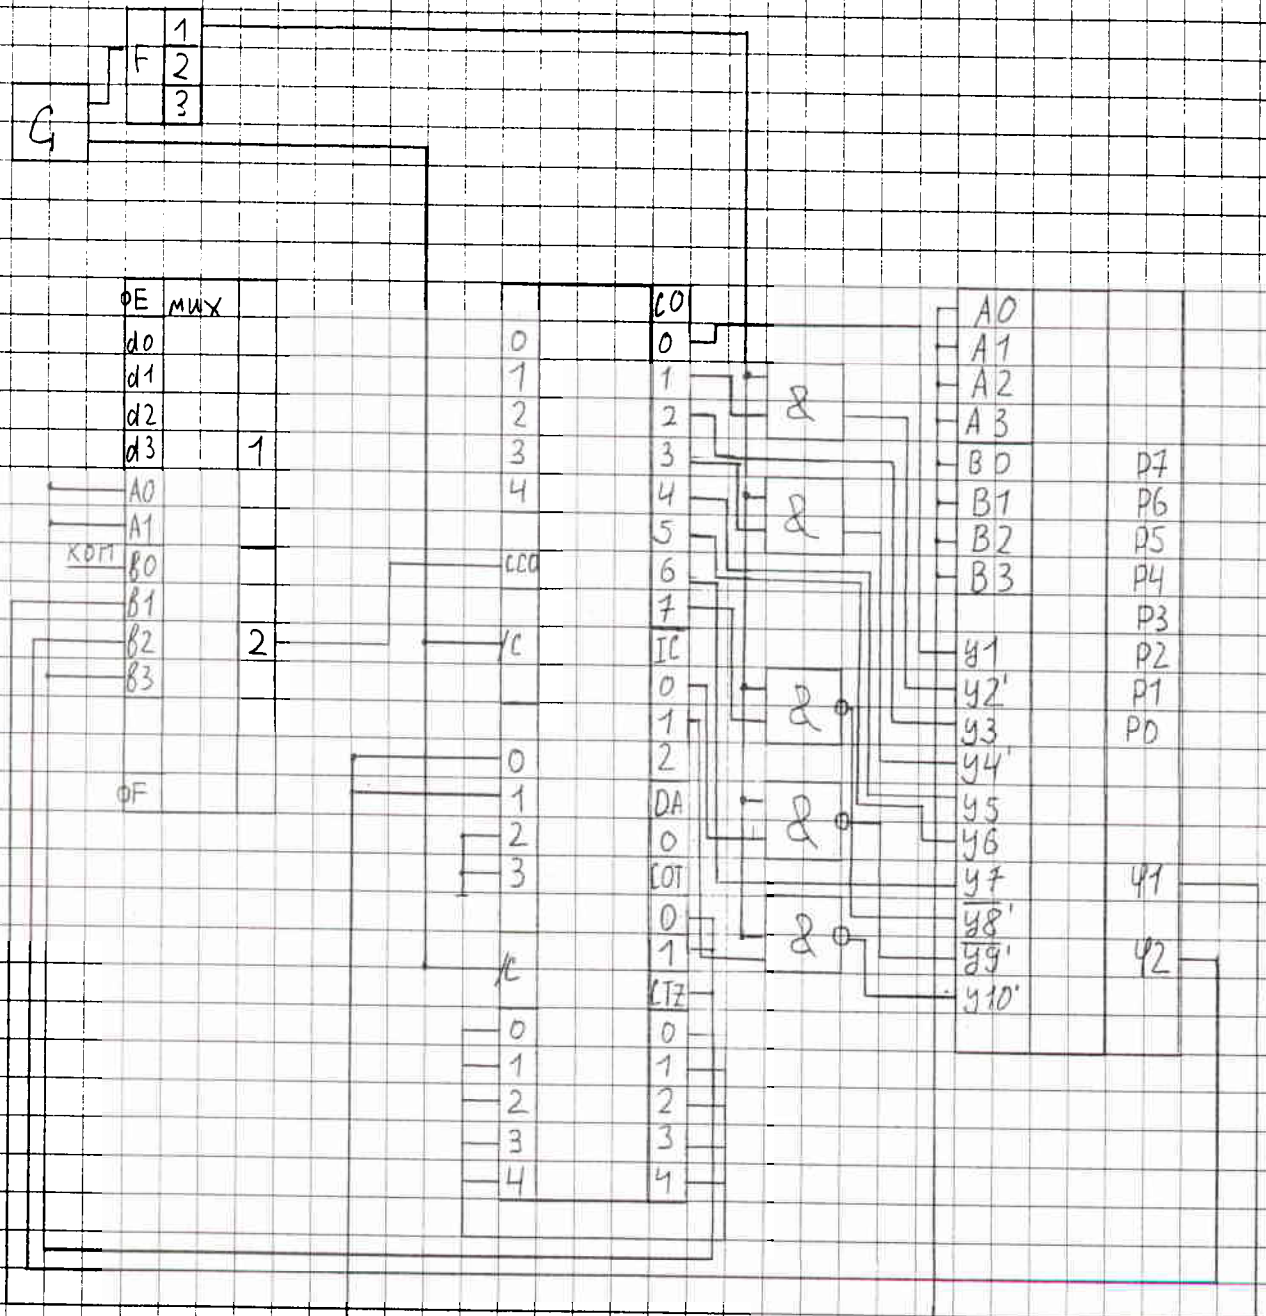 1
F 2
3
G
E MUX
d0
d1
d2
d3 1
A0
A1
КОП B0
B1
B2 2
B3
F
CO
0 0
1 1
2 2
3 3
4 4
5
CCO 6
7
/C IC
0
1
0 2
1 DA
2 0
3 COT
0
/C 1
CTZ
0 0
1 1
2 2
3 3
4 4
&
&
&
&
&
A0
A1
A2
A3
B0 P7
B1 P6
B2 P5
B3 P4
P3
y1 P2
y2' P1
y3 P0
y4'
y5
y6
y7 Ψ1
y8'
y9' Ψ2
y10'